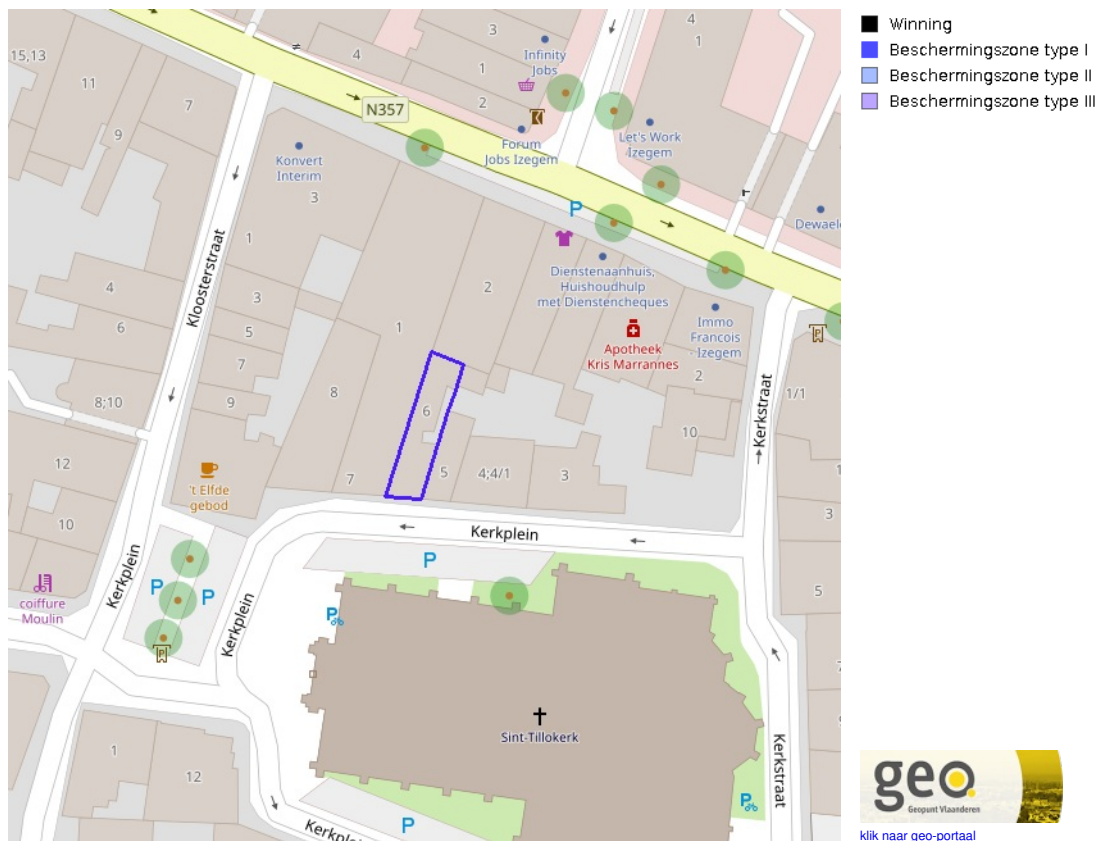 Winning
Beschermingszone type I
Beschermingszone type II
Beschermingszone type III
15,13
11
7
9
4
3
1
2
Infinity
Jobs
4
1
N357
Forum
Jobs Izegem
Let's Work
Izegem
Konvert
Interim
3
P
Dewaele
Kloosterstraat
1
3
5
7
9
4
6
8;10
2
1
8
Dienstenaanhuis,
Huishoudhulp
met Dienstencheques
Apotheek
Kris Marrannes
Immo
Francois
Izegem
2
P
1/1
Kerkstraat
6
10
12
10
't Elfde
gebod
7
5
4;4/1
3
1
3
5
Kerkplein
Kerkplein
P
P
P
Kerkplein
P
P
coiffure
Moulin
P
7
Sint-Tillokerk
Kerkstraat
1
12
P
P
Kerkplein
geo.
Geopunt Vlaanderen
klik naar geo-portaal